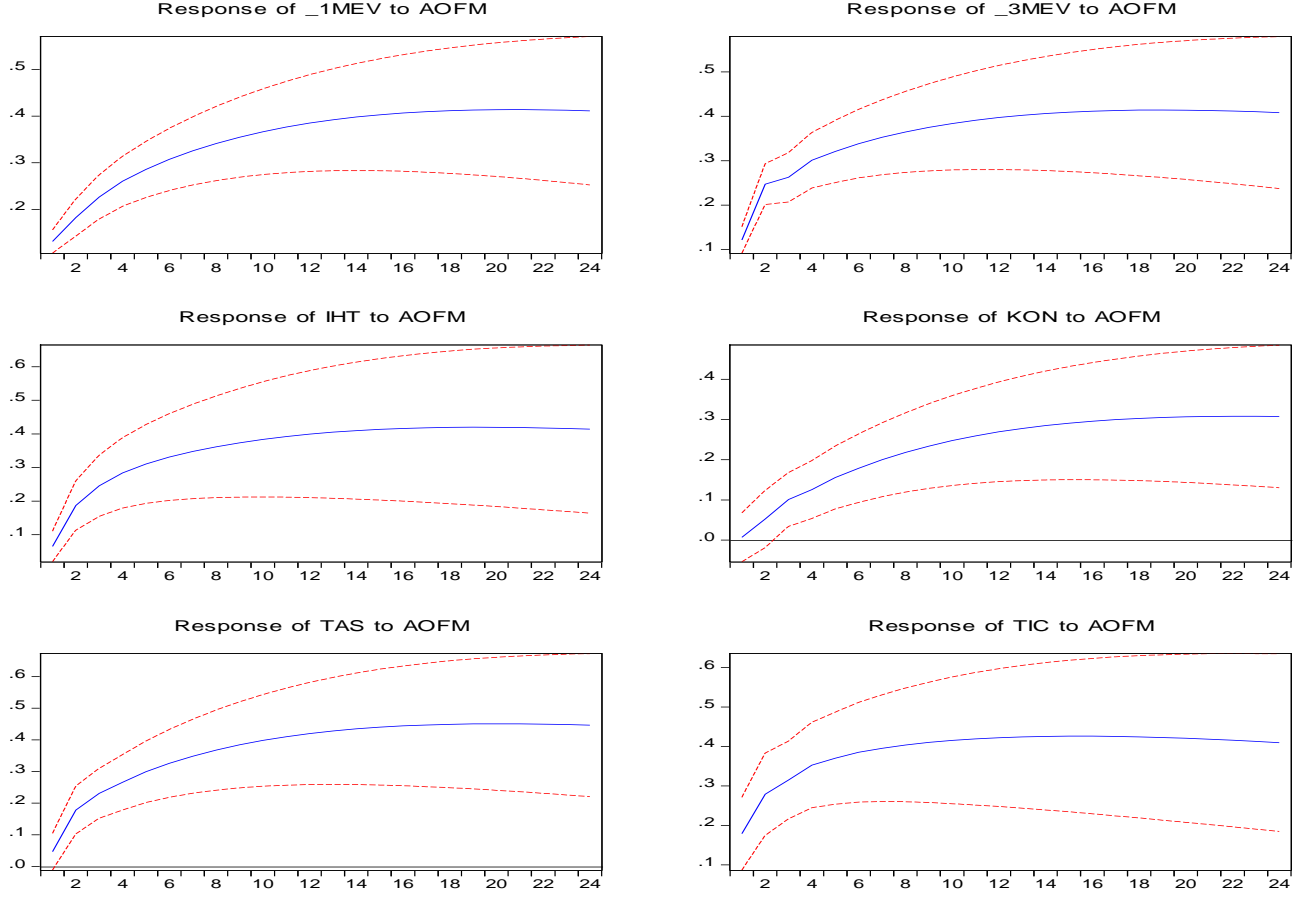 Response of _1MEV to AOFM
.5
.4
.3
.2
2 4 6 8 10 12 14 16 18 20 22 24
Response of _3MEV to AOFM
.5
.4
.3
.2
.1
2 4 6 8 10 12 14 16 18 20 22 24
Response of IHT to AOFM
.6
.5
.4
.3
.2
.1
2 4 6 8 10 12 14 16 18 20 22 24
Response of KON to AOFM
.4
.3
.2
.1
.0
2 4 6 8 10 12 14 16 18 20 22 24
Response of TAS to AOFM
.6
.5
.4
.3
.2
.1
.0
2 4 6 8 10 12 14 16 18 20 22 24
Response of TIC to AOFM
.6
.5
.4
.3
.2
.1
2 4 6 8 10 12 14 16 18 20 22 24